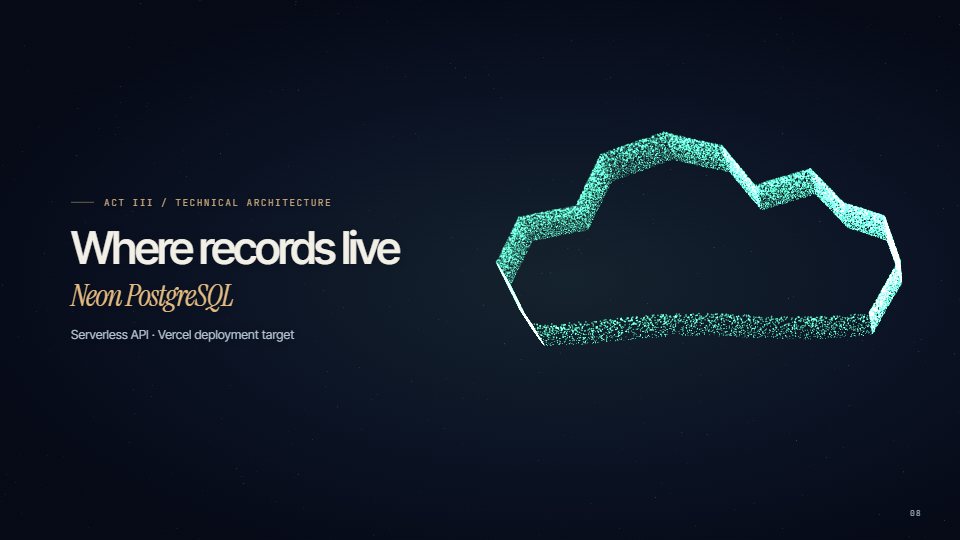 ACT III / TECHNICAL ARCHITECTURE
Where records live
Neon PostgreSQL
Serverless API · Vercel deployment target
08